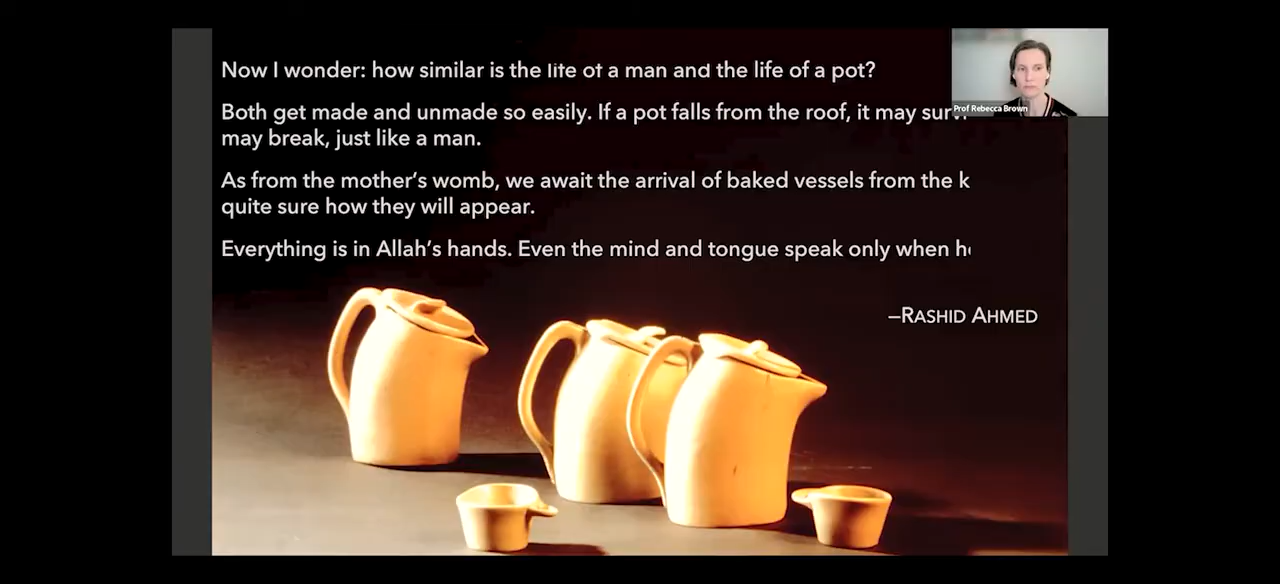 Now I wonder: how similar is the life of a man and the life of a pot?
Prof Rebecca Brown
Both get made and unmade so easily. If a pot falls from the roof, it may
may break, just like a man.
As from the mother's womb, we await the arrival of baked vessels from the
quite sure how they will appear.
Everything is in Allah's hands. Even the mind and tongue speak only when
—RASHID AHMED